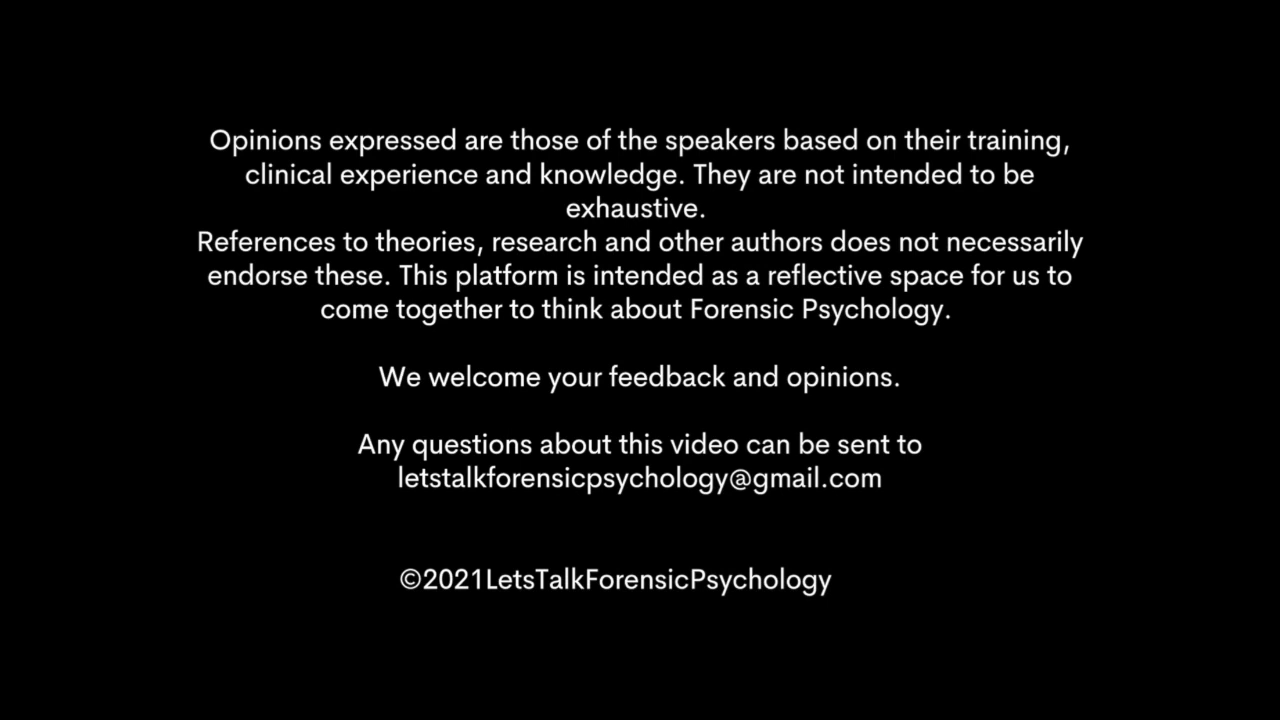 Opinions expressed are those of the speakers based on their training,
clinical experience and knowledge. They are not intended to be
exhaustive.
References to theories, research and other authors does not necessarily
endorse these. This platform is intended as a reflective space for us to
come together to think about Forensic Psychology.
We welcome your feedback and opinions.
Any questions about this video can be sent to
letstalkforensicpsychology@gmail.com
©2021LetsTalkForensicPsychology